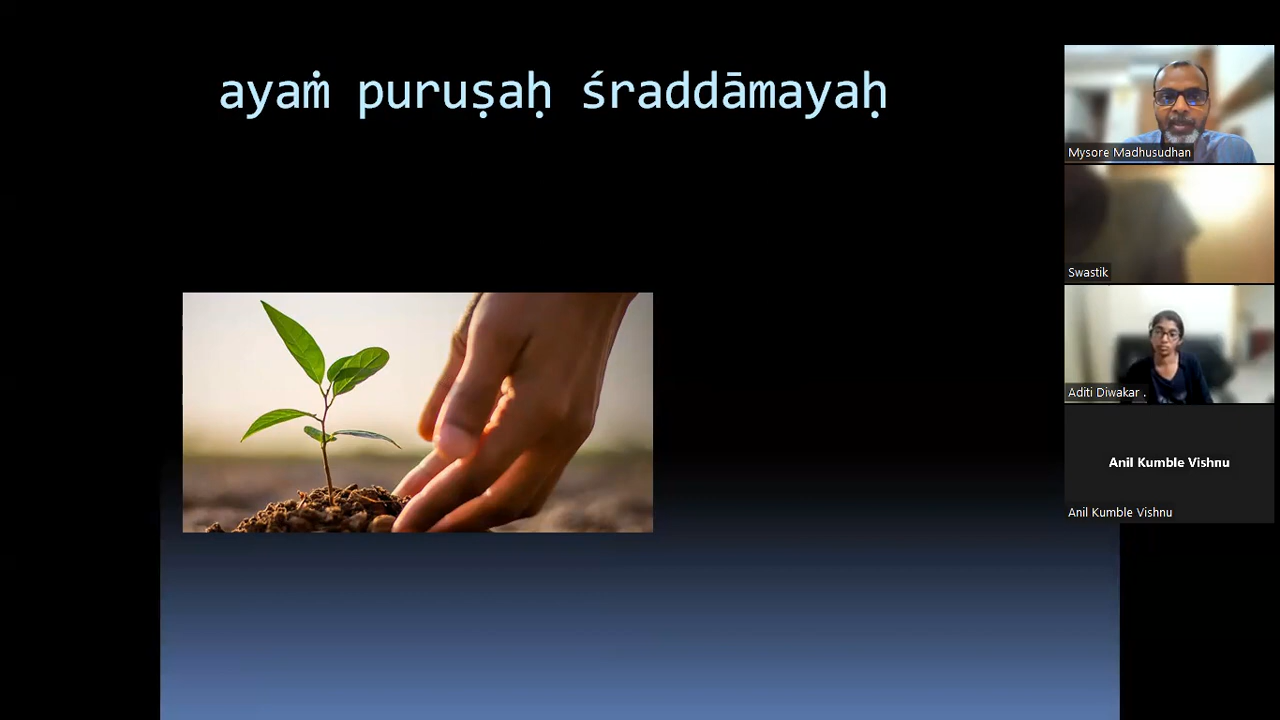 ayaṁ puruṣaḥ śraddāmayaḥ
Mysore Madhusudhan
Swastik
Aditi Diwakar .
Anil Kumble Vishnu
Anil Kumble Vishnu